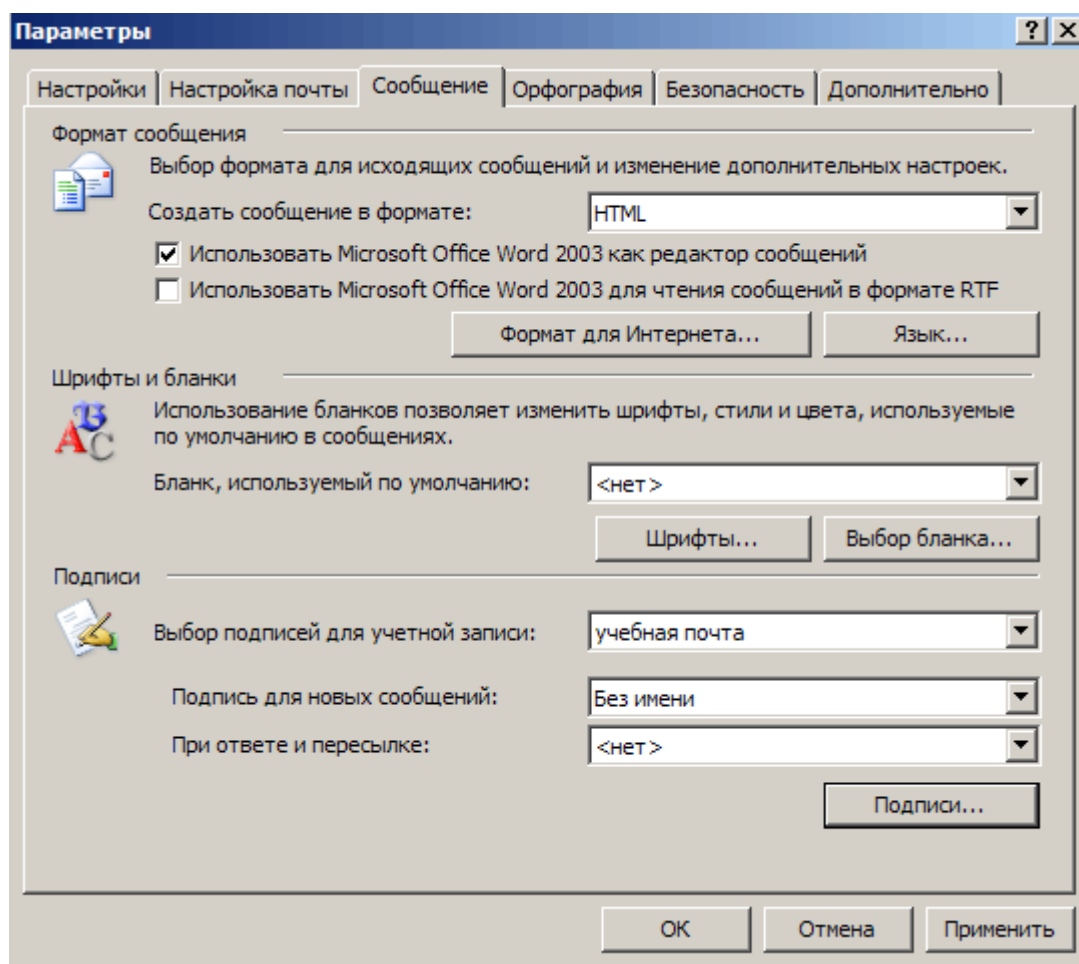 Параметры
Настройки Настройка почты Сообщение Орфография Безопасность Дополнительно
Формат сообщения
Выбор формата для исходящих сообщений и изменение дополнительных настроек.
Создать сообщение в формате: HTML
Использовать Microsoft Office Word 2003 как редактор сообщений
Использовать Microsoft Office Word 2003 для чтения сообщений в формате RTF
Формат для Интернета... Язык...
Шрифты и бланки
Использование бланков позволяет изменить шрифты, стили и цвета, используемые
по умолчанию в сообщениях.
Бланк, используемый по умолчанию: <нет>
Шрифты... Выбор бланка...
Подписи
Выбор подписей для учетной записи: учебная почта
Подпись для новых сообщений: Без имени
При ответе и пересылке: <нет>
Подписи...
ОК Отмена Применить